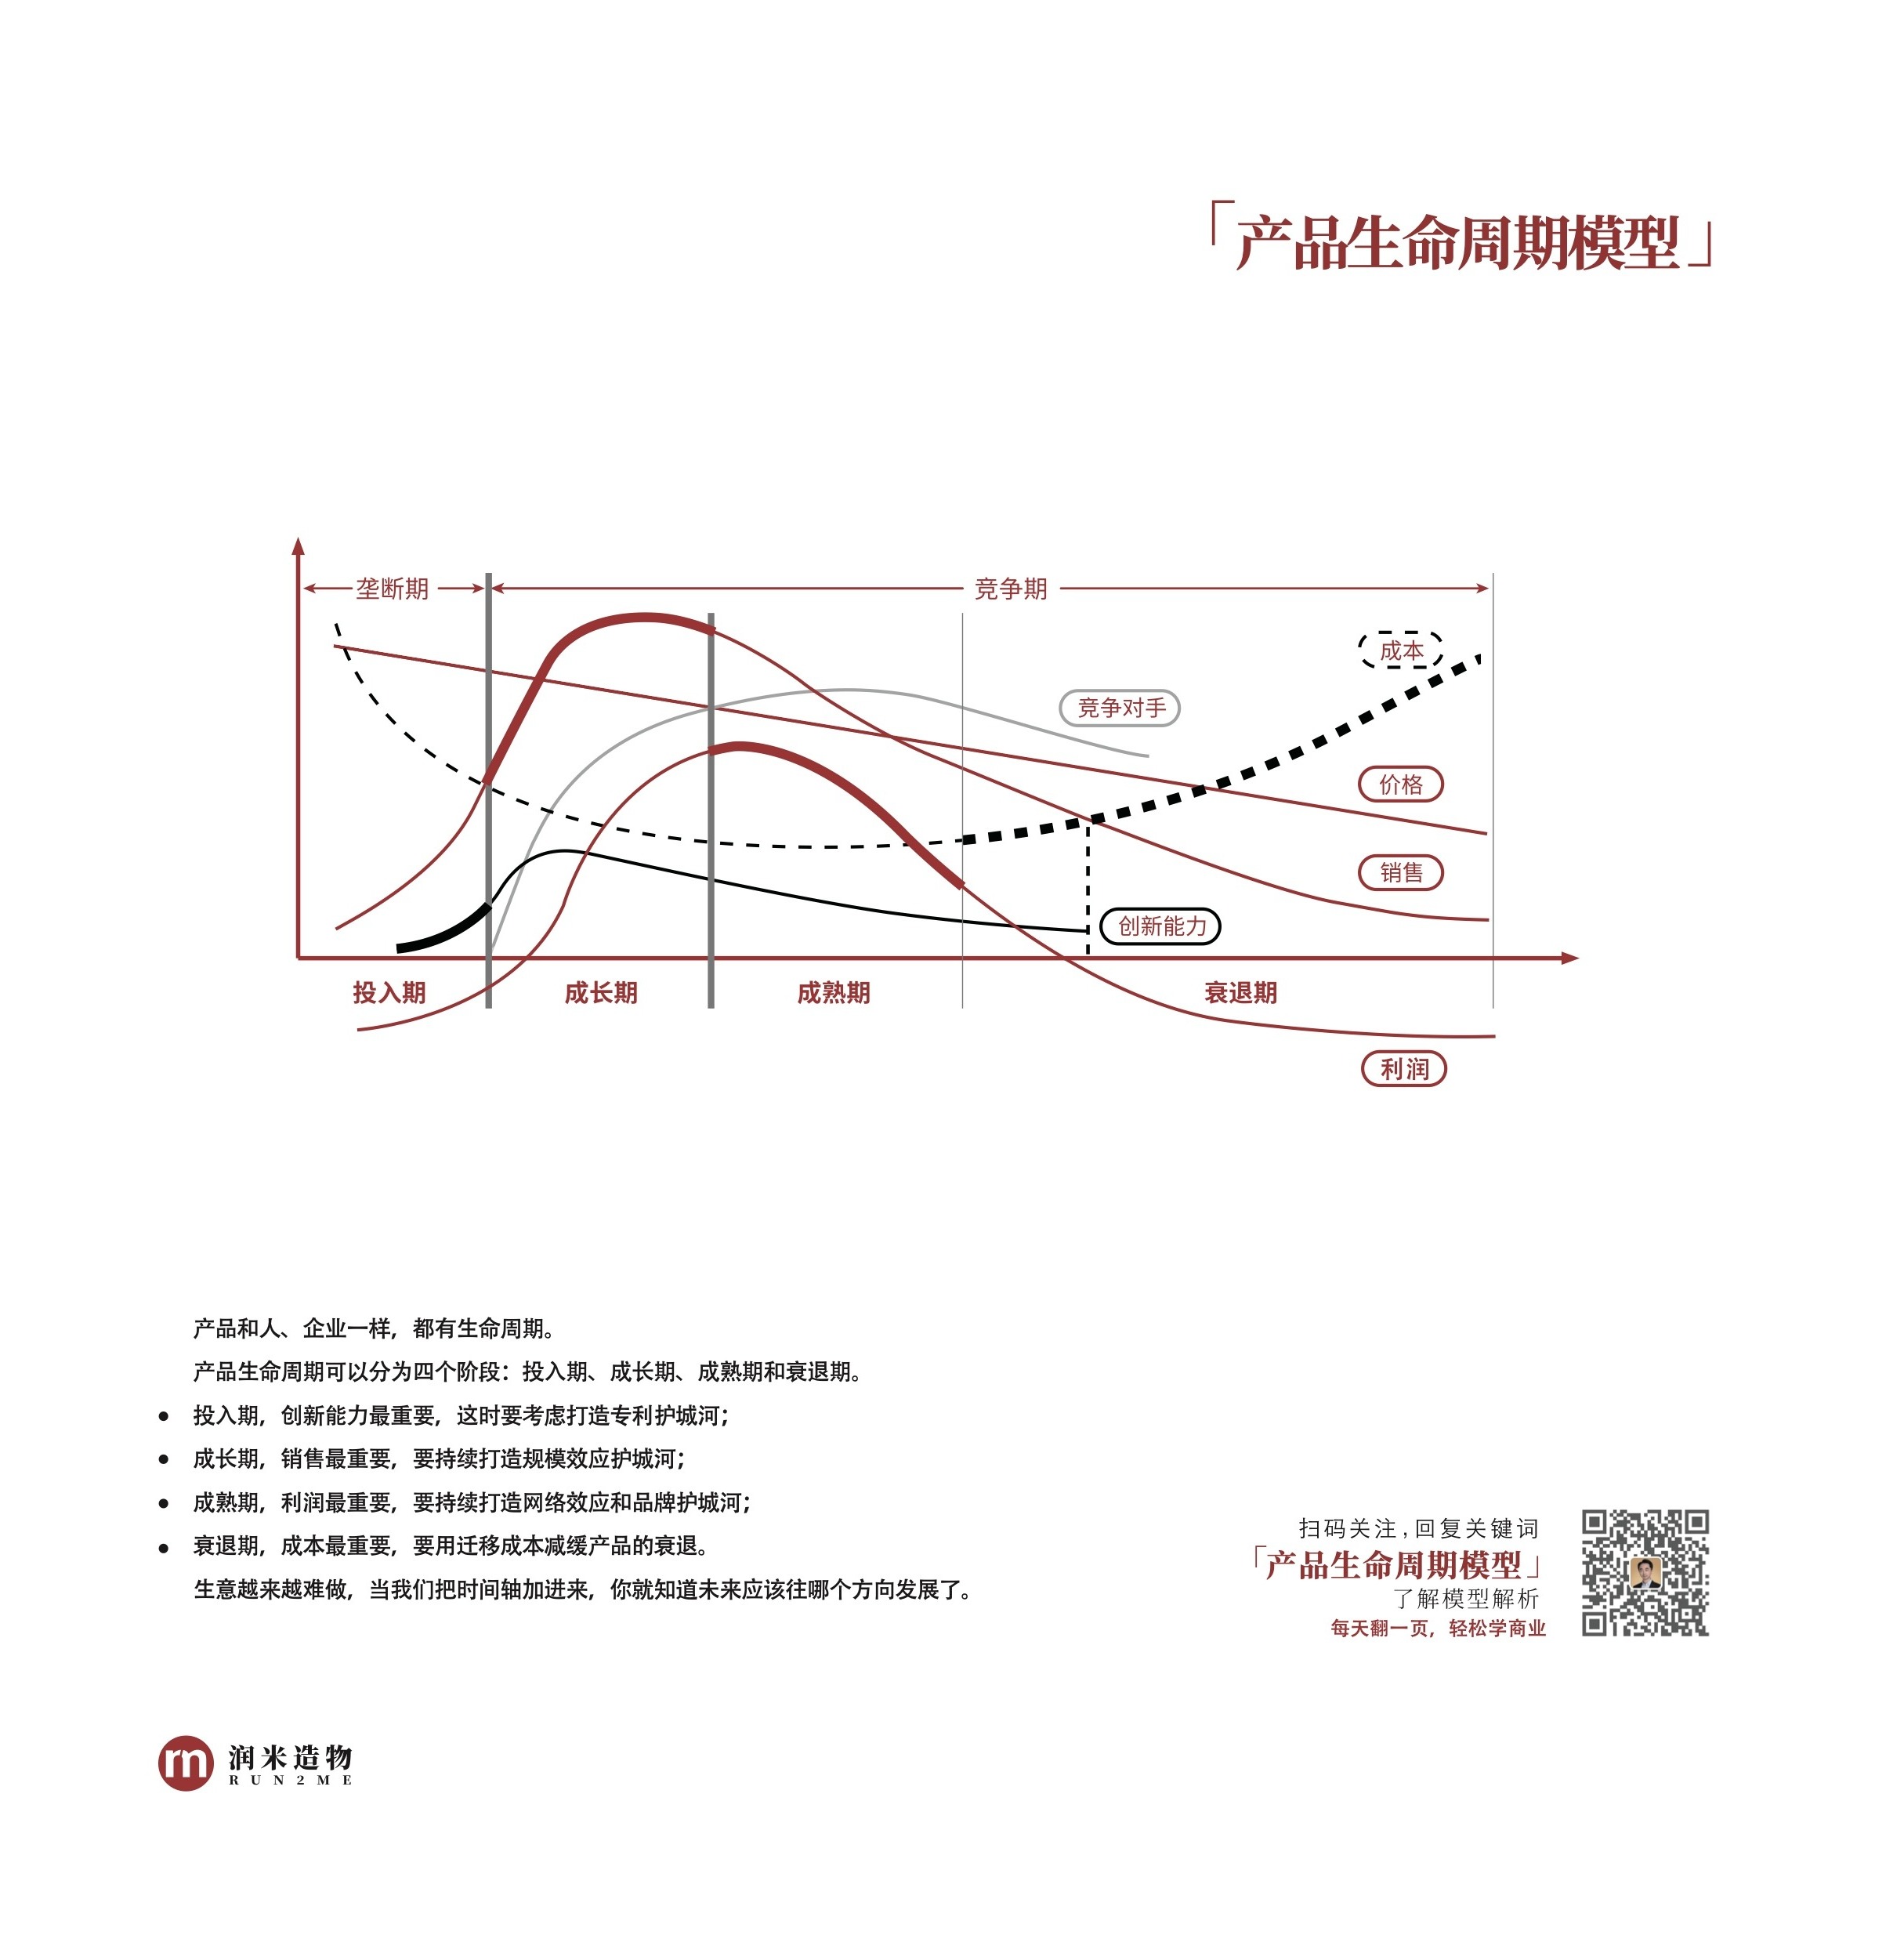 「产品生命周期模型」
垄断期
竞争期
成本
竞争对手
价格
销售
创新能力
投入期
成长期
成熟期
衰退期
利润
产品和人、企业一样，都有生命周期。
产品生命周期可以分为四个阶段：投入期、成长期、成熟期和衰退期。
● 投入期，创新能力最重要，这时要考虑打造专利护城河；
● 成长期，销售最重要，要持续打造规模效应护城河；
● 成熟期，利润最重要，要持续打造网络效应和品牌护城河；
● 衰退期，成本最重要，要用迁移成本减缓产品的衰退。
生意越来越难做，当我们把时间轴加进来，你就知道未来应该往哪个方向发展了。
扫码关注，回复关键词
「产品生命周期模型」
了解模型解析
每天翻一页，轻松学商业
润米造物
RUN2ME